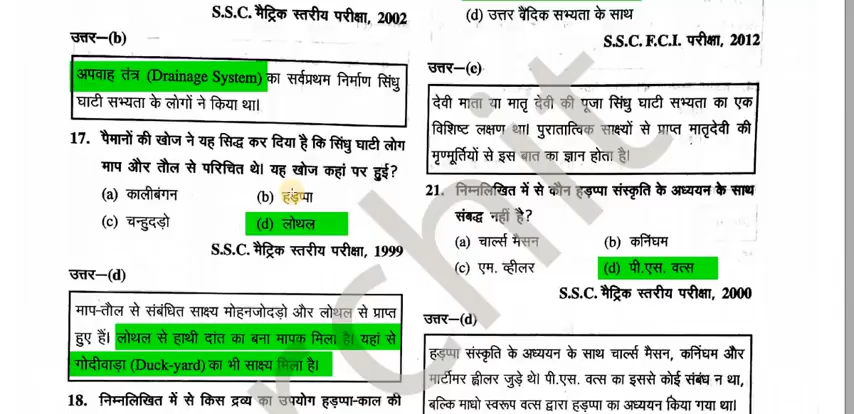 S.S.C. मैट्रिक स्तरीय परीक्षा, 2002
उत्तर—(b)
अपवाह तंत्र (Drainage System) का सर्वप्रथम निर्माण सिंधु
घाटी सभ्यता के लोगों ने किया था।
17. पैमानों की खोज ने यह सिद्ध कर दिया है कि सिंधु घाटी लोग
माप और तौल से परिचित थे। यह खोज कहां पर हुई?
(a) कालीबंगन (b) हड़प्पा
(c) चन्हुदड़ो (d) लोथल
S.S.C. मैट्रिक स्तरीय परीक्षा, 1999
उत्तर—(d)
माप-तौल से संबंधित साक्ष्य मोहनजोदड़ो और लोथल से प्राप्त
हुए हैं। लोथल से हाथी दांत का बना मापक मिला है। यहां से
गोदीवाड़ा (Duck-yard) का भी साक्ष्य मिला है।
18. निम्नलिखित में से किस द्रव्य का उपयोग हड़प्पा-काल की
(d) उत्तर वैदिक सभ्यता के साथ
S.S.C. F.C.I. परीक्षा, 2012
उत्तर—(c)
देवी माता या मातृ देवी की पूजा सिंधु घाटी सभ्यता का एक
विशिष्ट लक्षण था। पुरातात्विक साक्ष्यों से प्राप्त मातृदेवी की
मृण्मूर्तियों से इस बात का ज्ञान होता है।
21. निम्नलिखित में से कौन हड़प्पा संस्कृति के अध्ययन के साथ
संबद्ध नहीं है?
(a) चार्ल्स मैसन (b) कनिंघम
(c) एम. व्हीलर (d) पी.एस. वत्स
S.S.C. मैट्रिक स्तरीय परीक्षा, 2000
उत्तर—(d)
हड़प्पा संस्कृति के अध्ययन के साथ चार्ल्स मैसन, कनिंघम और
मार्टीमर ह्वीलर जुड़े थे। पी.एस. वत्स का इससे कोई संबंध न था,
बल्कि माधो स्वरूप वत्स द्वारा हड़प्पा का अध्ययन किया गया था।